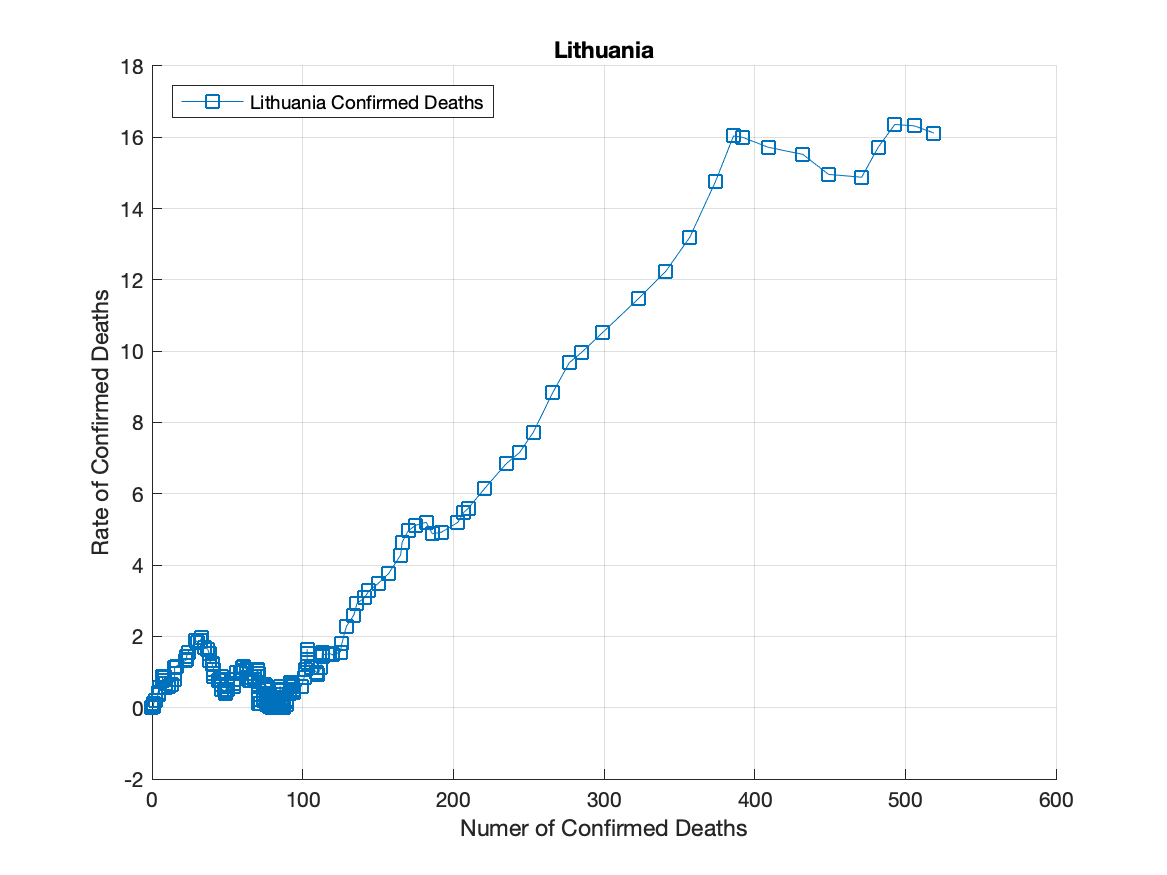 Lithuania
Lithuania Confirmed Deaths
18
16
14
12
10
8
6
4
2
0
-2
Rate of Confirmed Deaths
0 100 200 300 400 500 600
Numer of Confirmed Deaths